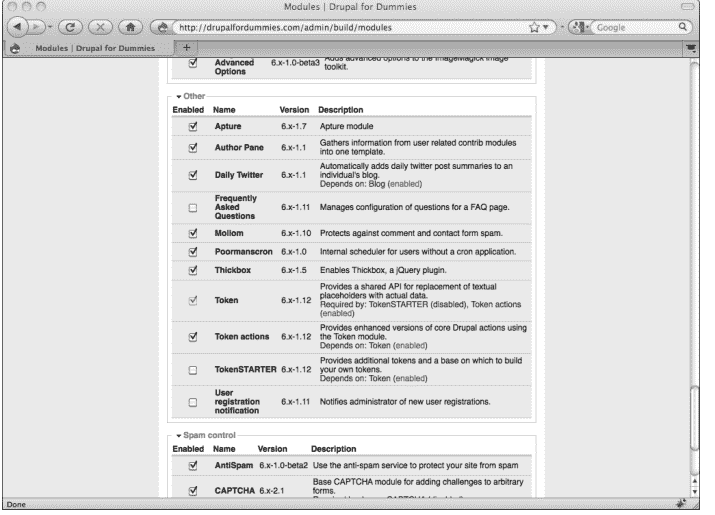 Modules | Drupal for Dummies
http://drupalfordummies.com/admin/build/modules
Google
Modules | Drupal for Dummies
+
Advanced Options 6.x-1.0-beta3 Adds advanced options to the ImageMagick image toolkit.
Other
Enabled Name Version Description
Apture 6.x-1.7 Apture module
Author Pane 6.x-1.1 Gathers information from user related contrib modules
into one template.
Daily Twitter 6.x-1.1 Automatically adds daily twitter post summaries to an
individual's blog.
Depends on: Blog (enabled)
Frequently Asked Questions 6.x-1.11 Manages configuration of questions for a FAQ page.
Mollom 6.x-1.10 Protects against comment and contact form spam.
Poormanscron 6.x-1.0 Internal scheduler for users without a cron application.
Thickbox 6.x-1.5 Enables Thickbox, a jQuery plugin.
Token 6.x-1.12 Provides a shared API for replacement of textual
placeholders with actual data.
Required by: TokenSTARTER (disabled), Token actions
(enabled)
Token actions 6.x-1.12 Provides enhanced versions of core Drupal actions using
the Token module.
Depends on: Token (enabled)
TokenSTARTER 6.x-1.12 Provides additional tokens and a base on which to build
your own tokens.
Depends on: Token (enabled)
User registration notification 6.x-1.11 Notifies administrator of new user registrations.
Spam control
Enabled Name Version Description
AntiSpam 6.x-1.0-beta2 Use the anti-spam service to protect your site from spam
CAPTCHA 6.x-2.1 Base CAPTCHA module for adding challenges to arbitrary
forms.
Done